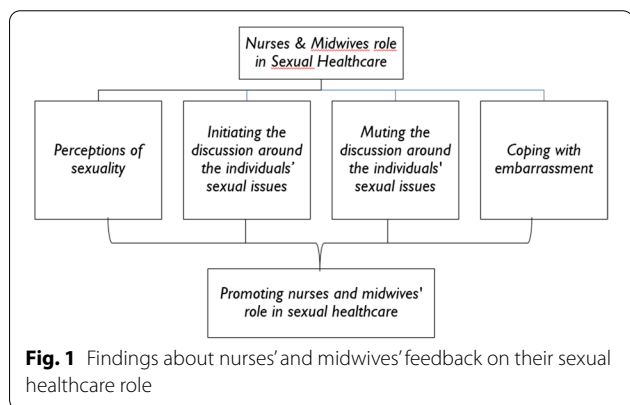 Nurses & Midwives role
in Sexual Healthcare
Perceptions of
sexuality
Initiating the
discussion around
the individuals’
sexual issues
Muting the
discussion around
the individuals'
sexual issues
Coping with
embarrassment
Promoting nurses and midwives'
role in sexual healthcare
Fig. 1 Findings about nurses’ and midwives’ feedback on their sexual
healthcare role